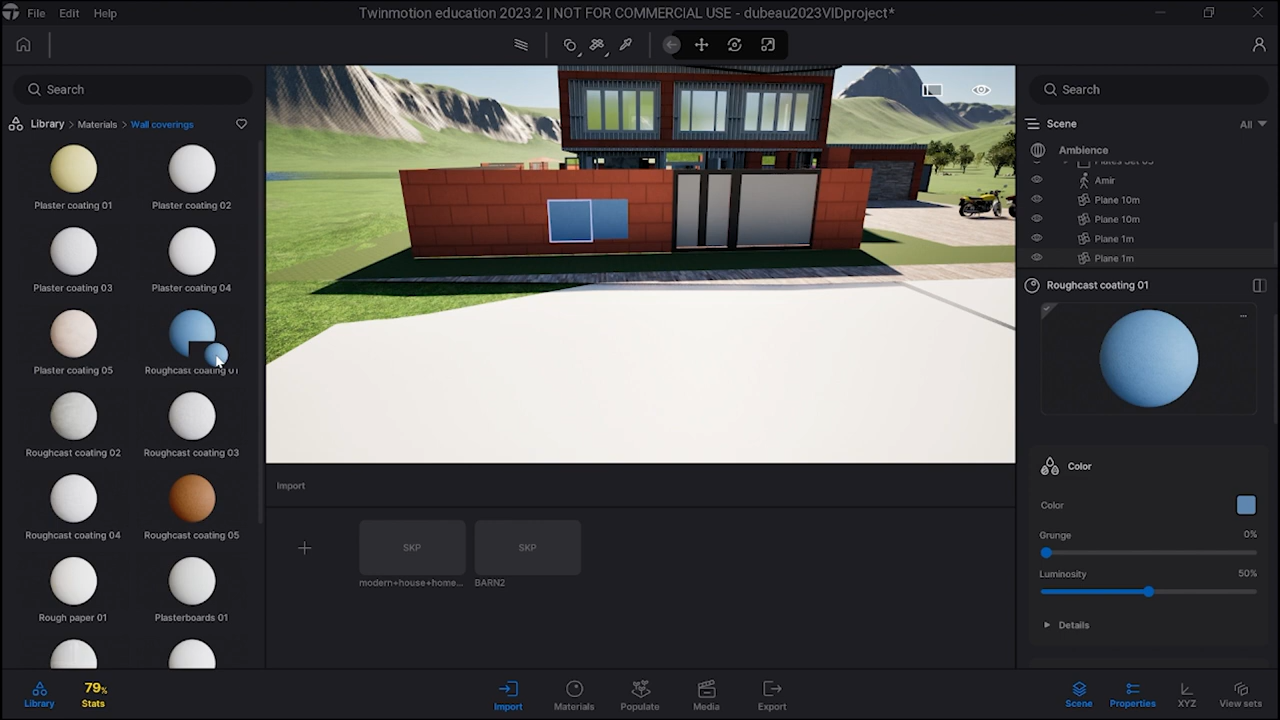 File Edit Help
Twinmotion education 2023.2 | NOT FOR COMMERCIAL USE - dubeau2023VIDproject*
Search
Library > Materials > Wall coverings
Plaster coating 01
Plaster coating 02
Plaster coating 03
Plaster coating 04
Plaster coating 05
Roughcast coating 01
Roughcast coating 02
Roughcast coating 03
Roughcast coating 04
Roughcast coating 05
Rough paper 01
Plasterboards 01
79%
Stats
Library
Import
SKP
modern+house+home...
SKP
BARN2
Import
Materials
Populate
Media
Export
Search
Scene
All
Ambience
Amir
Plane 10m
Plane 10m
Plane 1m
Plane 1m
Roughcast coating 01
...
Color
Color
Grunge 0%
Luminosity 50%
Details
Scene
Properties
XYZ
View sets